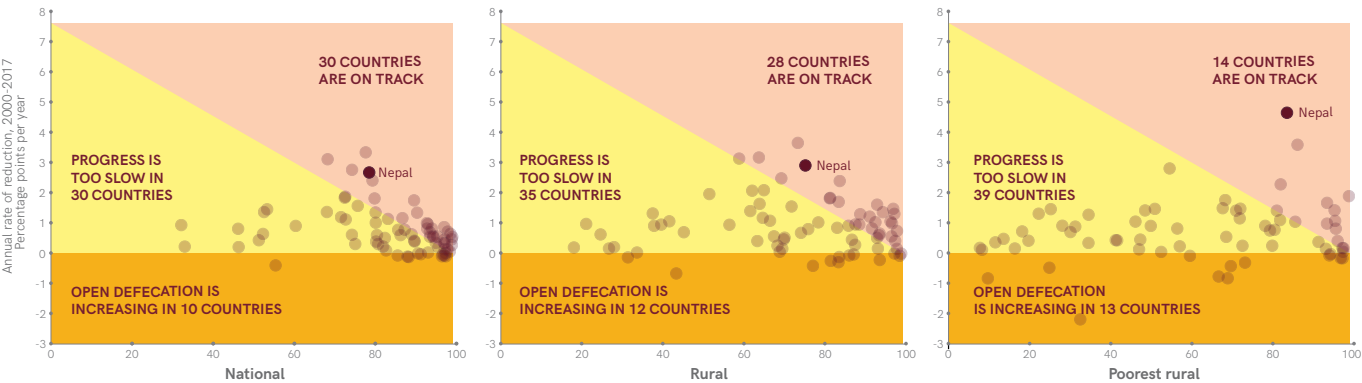 Annual rate of reduction, 2000-2017
Percentage points per year
8
7
6
5
4
3
2
1
0
-1
-2
-3
30 COUNTRIES
ARE ON TRACK
PROGRESS IS
TOO SLOW IN
30 COUNTRIES
Nepal
OPEN DEFECATION IS
INCREASING IN 10 COUNTRIES
0 20 40 60 80 100
National
8
7
6
5
4
3
2
1
0
-1
-2
-3
28 COUNTRIES
ARE ON TRACK
PROGRESS IS
TOO SLOW IN
35 COUNTRIES
Nepal
OPEN DEFECATION IS
INCREASING IN 12 COUNTRIES
0 20 40 60 80 100
Rural
8
7
6
5
4
3
2
1
0
-1
-2
-3
14 COUNTRIES
ARE ON TRACK
Nepal
PROGRESS IS
TOO SLOW IN
39 COUNTRIES
OPEN DEFECATION
IS INCREASING IN 13 COUNTRIES
0 20 40 60 80 100
Poorest rural